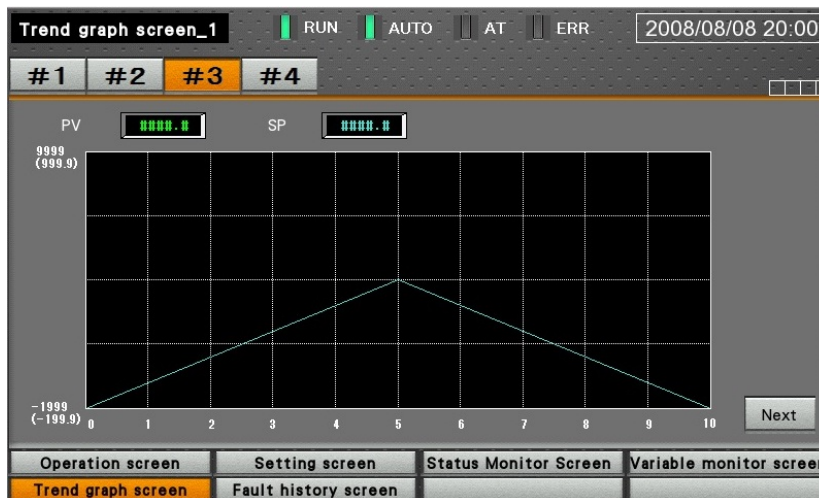 Trend graph screen_1 RUN AUTO AT ERR 2008/08/08 20:00
#1 #2 #3 #4
PV ####.# SP ####.#
9999
(999.9)
-1999
(-199.9)
0 1 2 3 4 5 6 7 8 9 10
Next
Operation screen Setting screen Status Monitor Screen Variable monitor screen
Trend graph screen Fault history screen